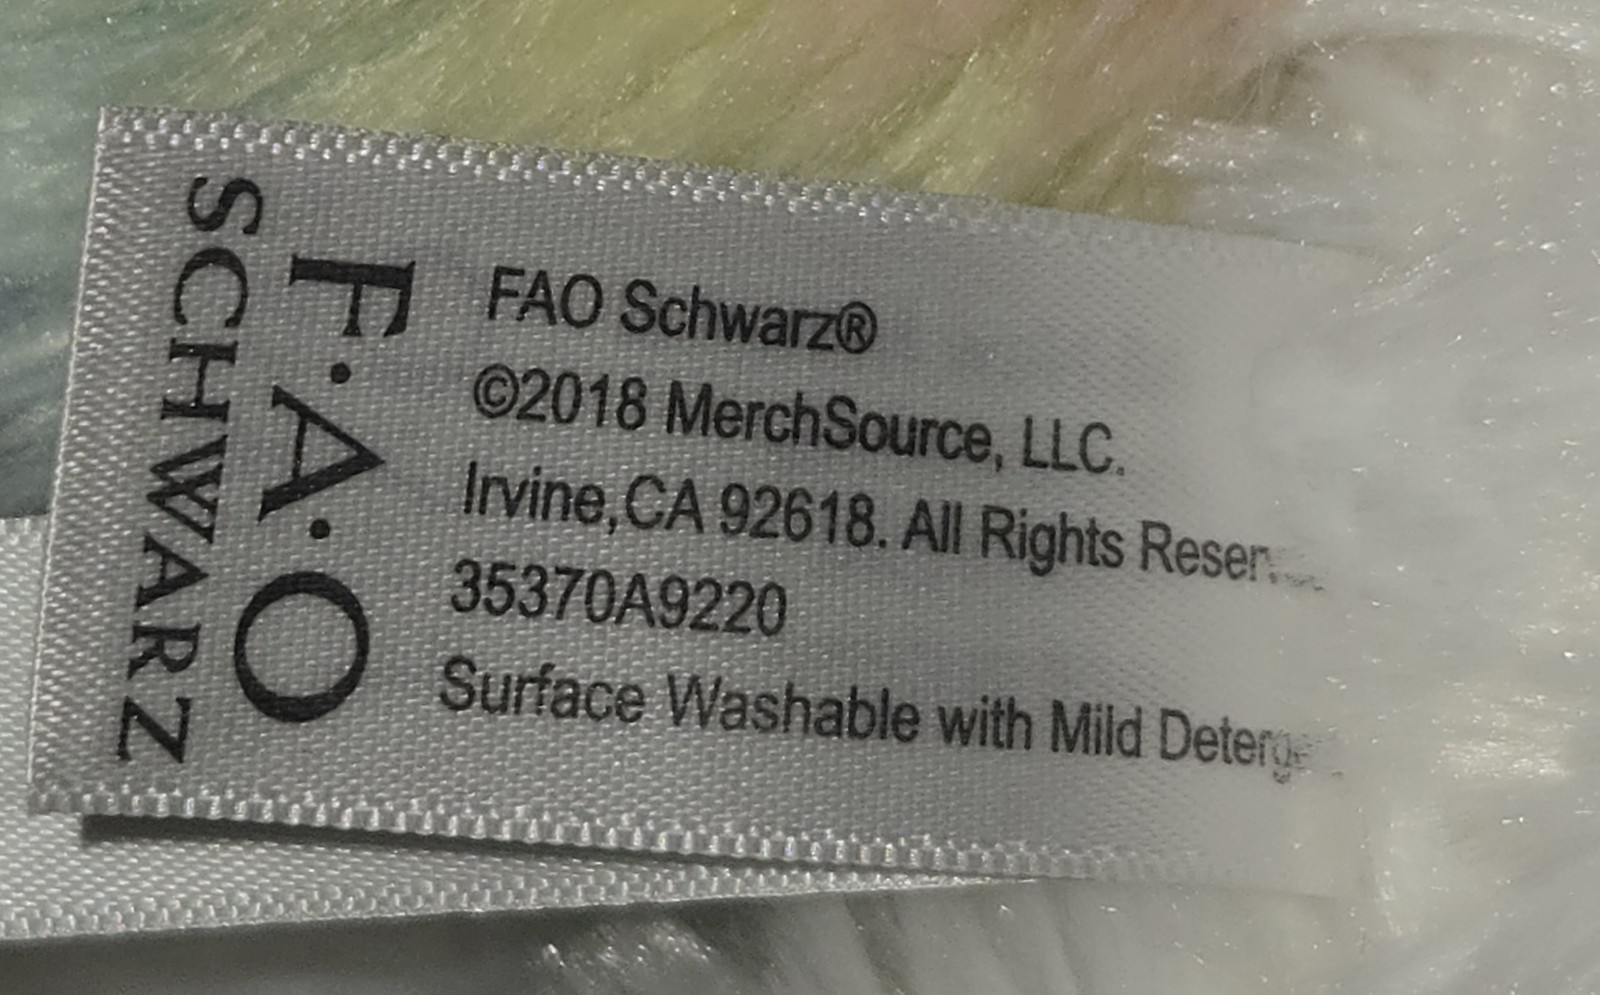 F·A·O
SCHWARZ
FAO Schwarz®
©2018 MerchSource, LLC.
Irvine,CA 92618. All Rights
35370A9220
Surface Washable with Mild